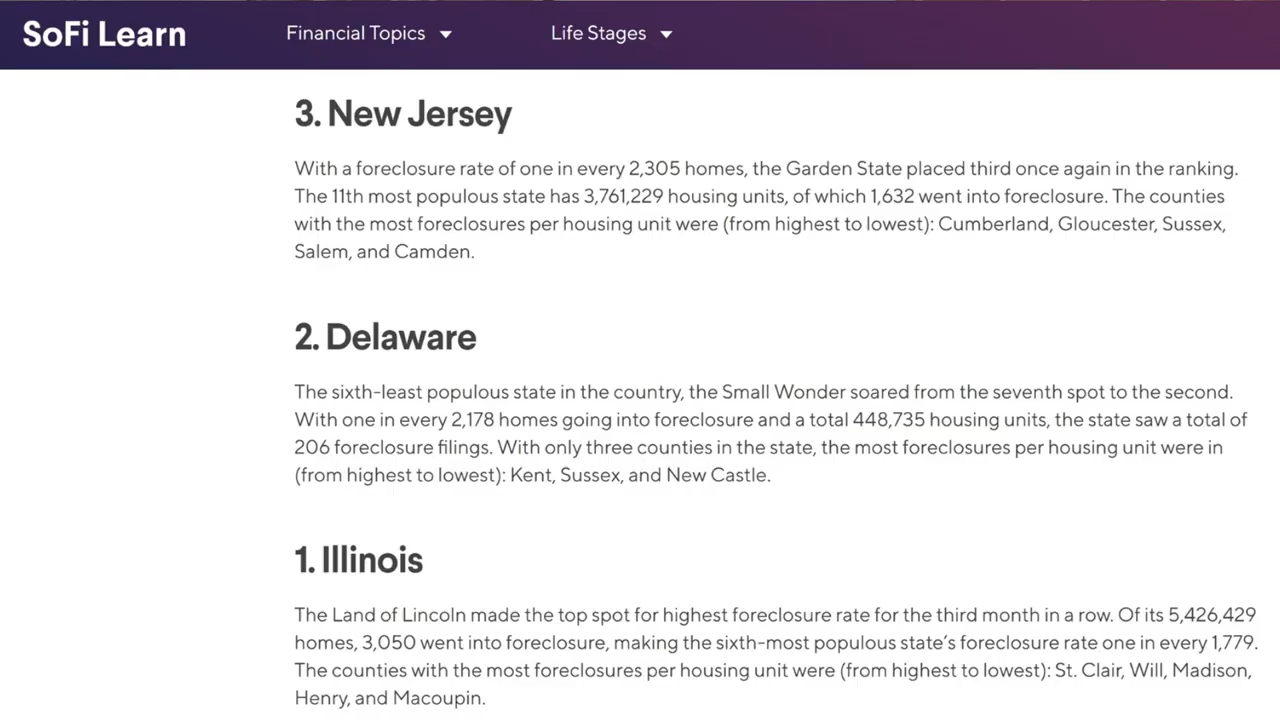 SoFi Learn
Financial Topics
Life Stages
3. New Jersey
With a foreclosure rate of one in every 2,305 homes, the Garden State placed third once again in the ranking.
The 11th most populous state has 3,761,229 housing units, of which 1,632 went into foreclosure. The counties
with the most foreclosures per housing unit were (from highest to lowest): Cumberland, Gloucester, Sussex,
Salem, and Camden.
2. Delaware
The sixth-least populous state in the country, the Small Wonder soared from the seventh spot to the second.
With one in every 2,178 homes going into foreclosure and a total 448,735 housing units, the state saw a total of
206 foreclosure filings. With only three counties in the state, the most foreclosures per housing unit were in
(from highest to lowest): Kent, Sussex, and New Castle.
1. Illinois
The Land of Lincoln made the top spot for highest foreclosure rate for the third month in a row. Of its 5,426,429
homes, 3,050 went into foreclosure, making the sixth-most populous state's foreclosure rate one in every 1,779.
The counties with the most foreclosures per housing unit were (from highest to lowest): St. Clair, Will, Madison,
Henry, and Macoupin.